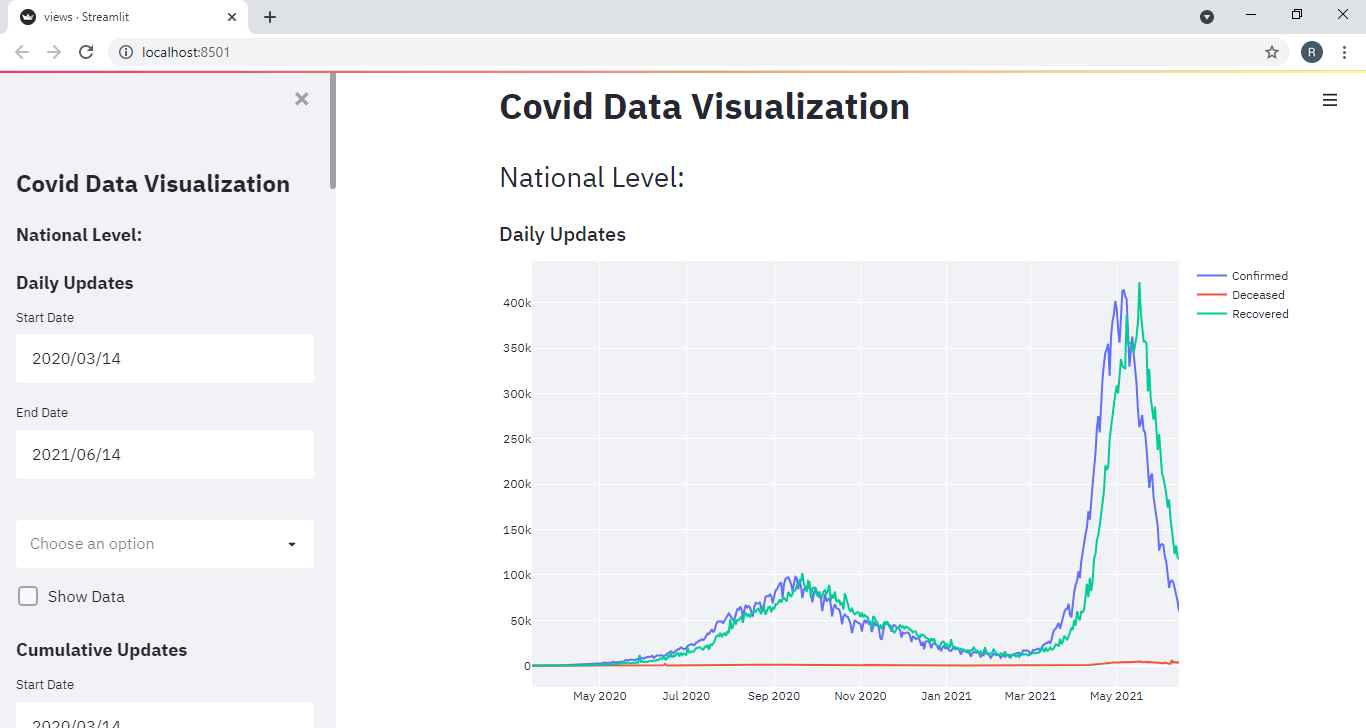 views · Streamlit
localhost:8501
R
Covid Data Visualization
National Level:
Daily Updates
Start Date
2020/03/14
End Date
2021/06/14
Choose an option
Show Data
Cumulative Updates
Start Date
2020/03/14
Covid Data Visualization
National Level:
Daily Updates
400k
350k
300k
250k
200k
150k
100k
50k
0
May 2020 Jul 2020 Sep 2020 Nov 2020 Jan 2021 Mar 2021 May 2021
Confirmed
Deceased
Recovered